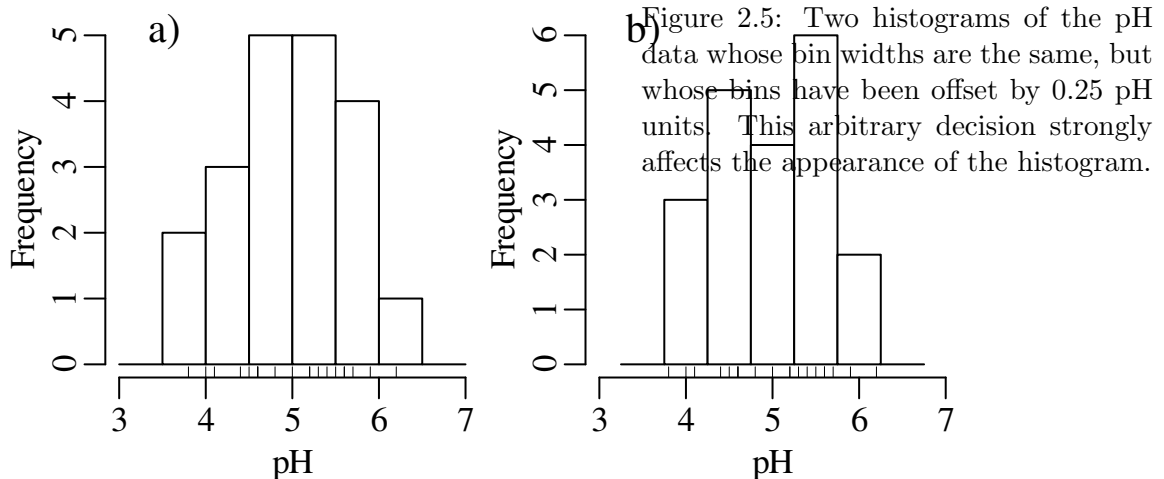 a)
Frequency
0 1 2 3 4 5
3 4 5 6 7
pH
b)
Frequency
0 1 2 3 4 5 6
3 4 5 6 7
pH
Figure 2.5: Two histograms of the pH
data whose bin widths are the same, but
whose bins have been offset by 0.25 pH
units. This arbitrary decision strongly
affects the appearance of the histogram.